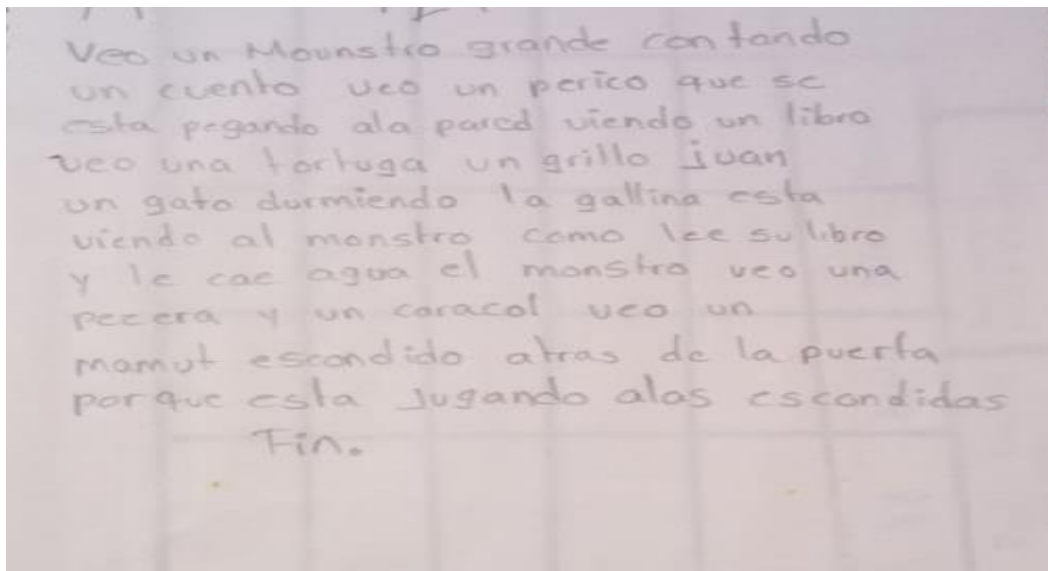 Veo un Mounstro grande contando
un cuento veo un perico que se
esta pegando ala pared viendo un libro
veo una tortuga un grillo juan
un gato durmiendo la gallina esta
viendo al monstro como lee su libro
y le cae agua el monstro veo una
pecera y un caracol veo un
mamut escondido atras de la puerta
porque esta Jugando alas escondidas
Fin.